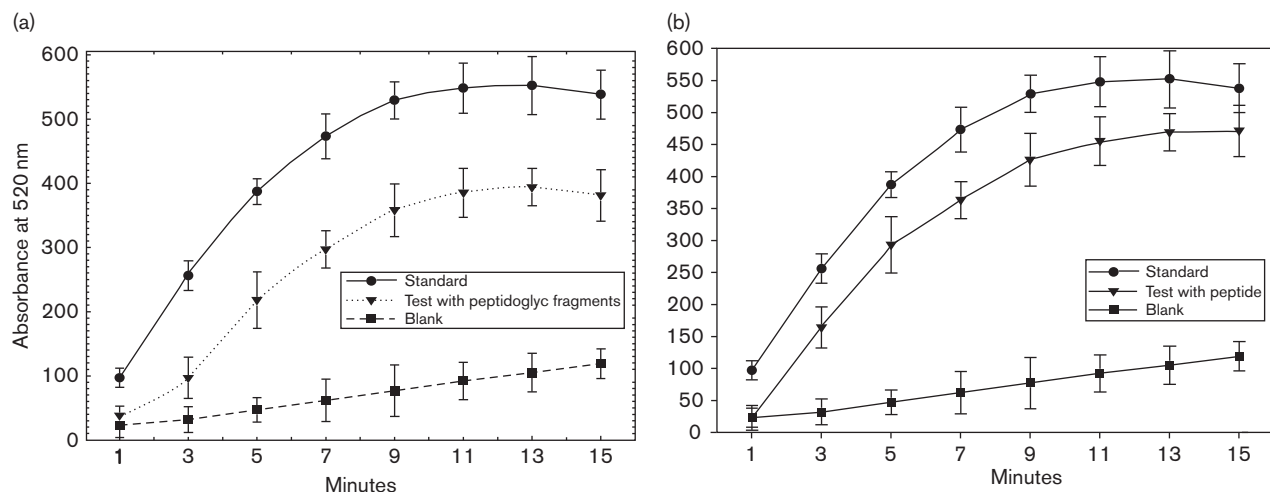 (a)
600
500
400
300
200
100
0
Absorbance at 520 nm
Standard
Test with peptidoglyc fragments
Blank
1 3 5 7 9 11 13 15
Minutes
(b)
600
550
500
450
400
350
300
250
200
150
100
50
0
Standard
Test with peptide
Blank
1 3 5 7 9 11 13 15
Minutes